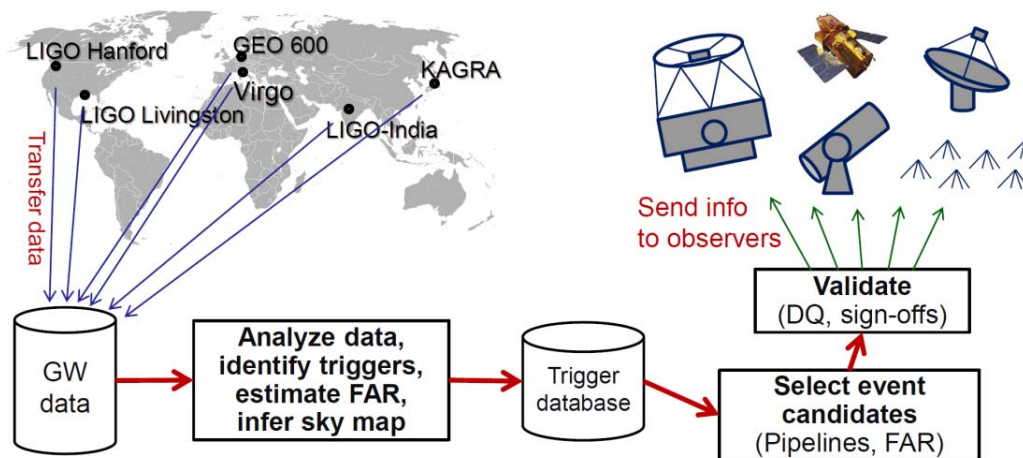 LIGO Hanford
GEO 600
KAGRA
Virgo
LIGO Livingston
LIGO-India
Transfer data
Send info
to observers
Validate
(DQ, sign-offs)
GW
data
Analyze data,
identify triggers,
estimate FAR,
infer sky map
Trigger
database
Select event
candidates
(Pipelines, FAR)